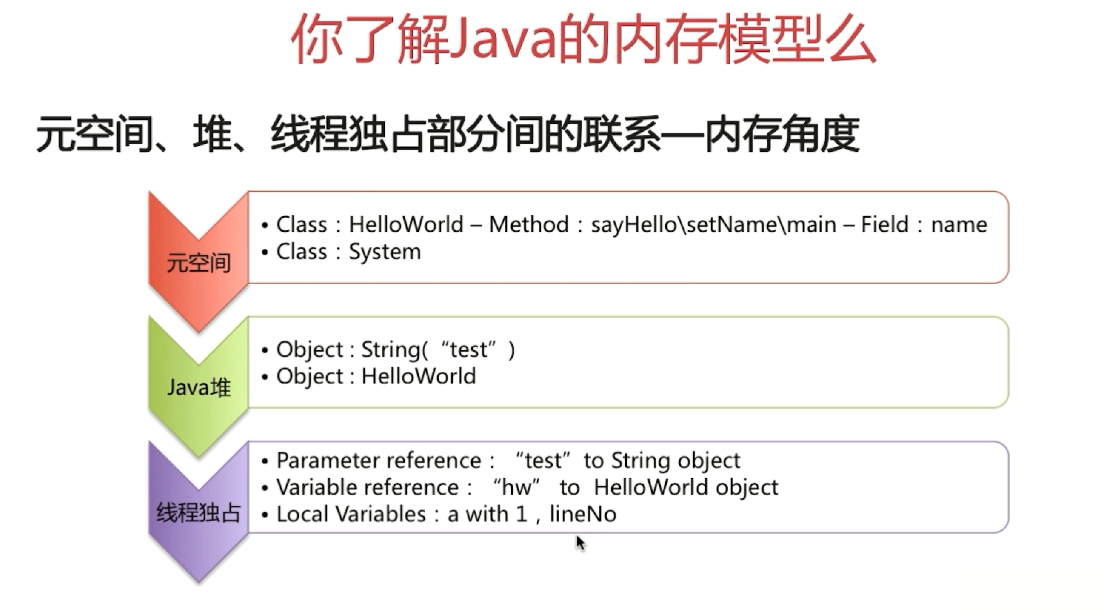 你了解Java的内存模型么
元空间、堆、线程独占部分间的联系—内存角度
元空间
• Class：HelloWorld – Method：sayHello\setName\main – Field：name
• Class：System
Java堆
• Object : String(“test”)
• Object : HelloWorld
线程独占
• Parameter reference：“test”to String object
• Variable reference：“hw” to HelloWorld object
• Local Variables：a with 1，lineNo